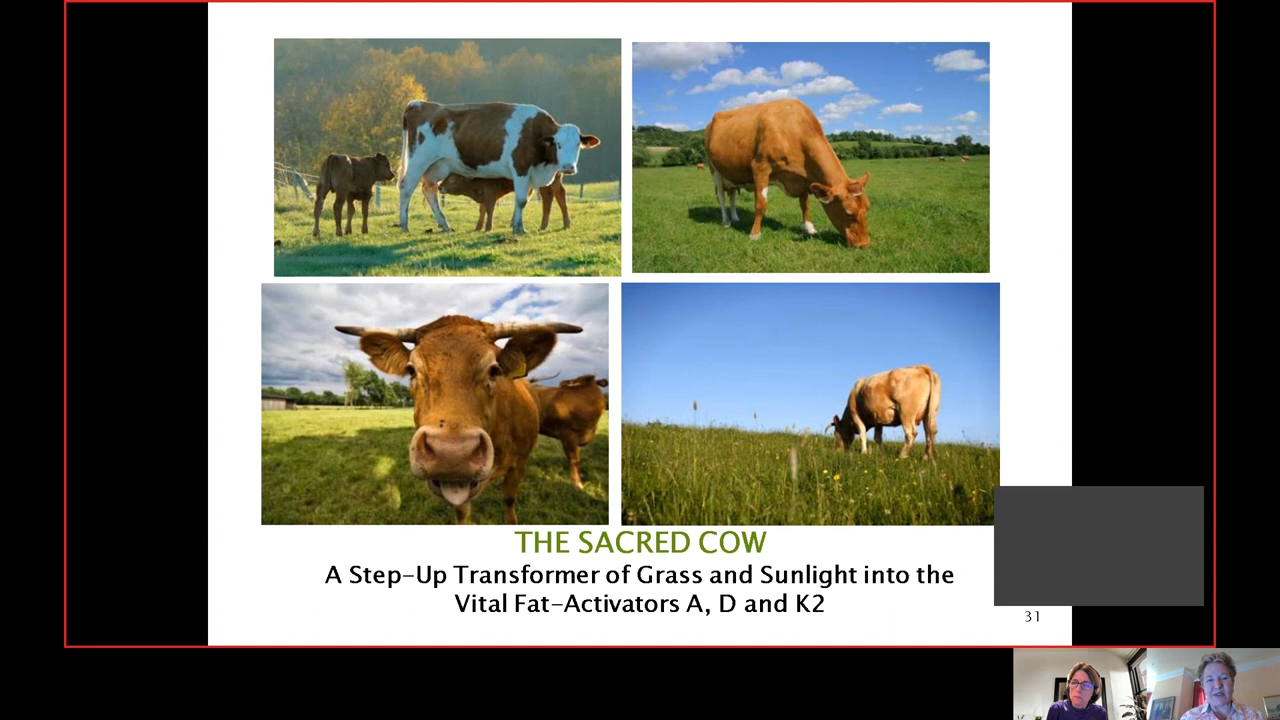 THE SACRED COW
A Step-Up Transformer of Grass and Sunlight into the
Vital Fat-Activators A, D and K2
31